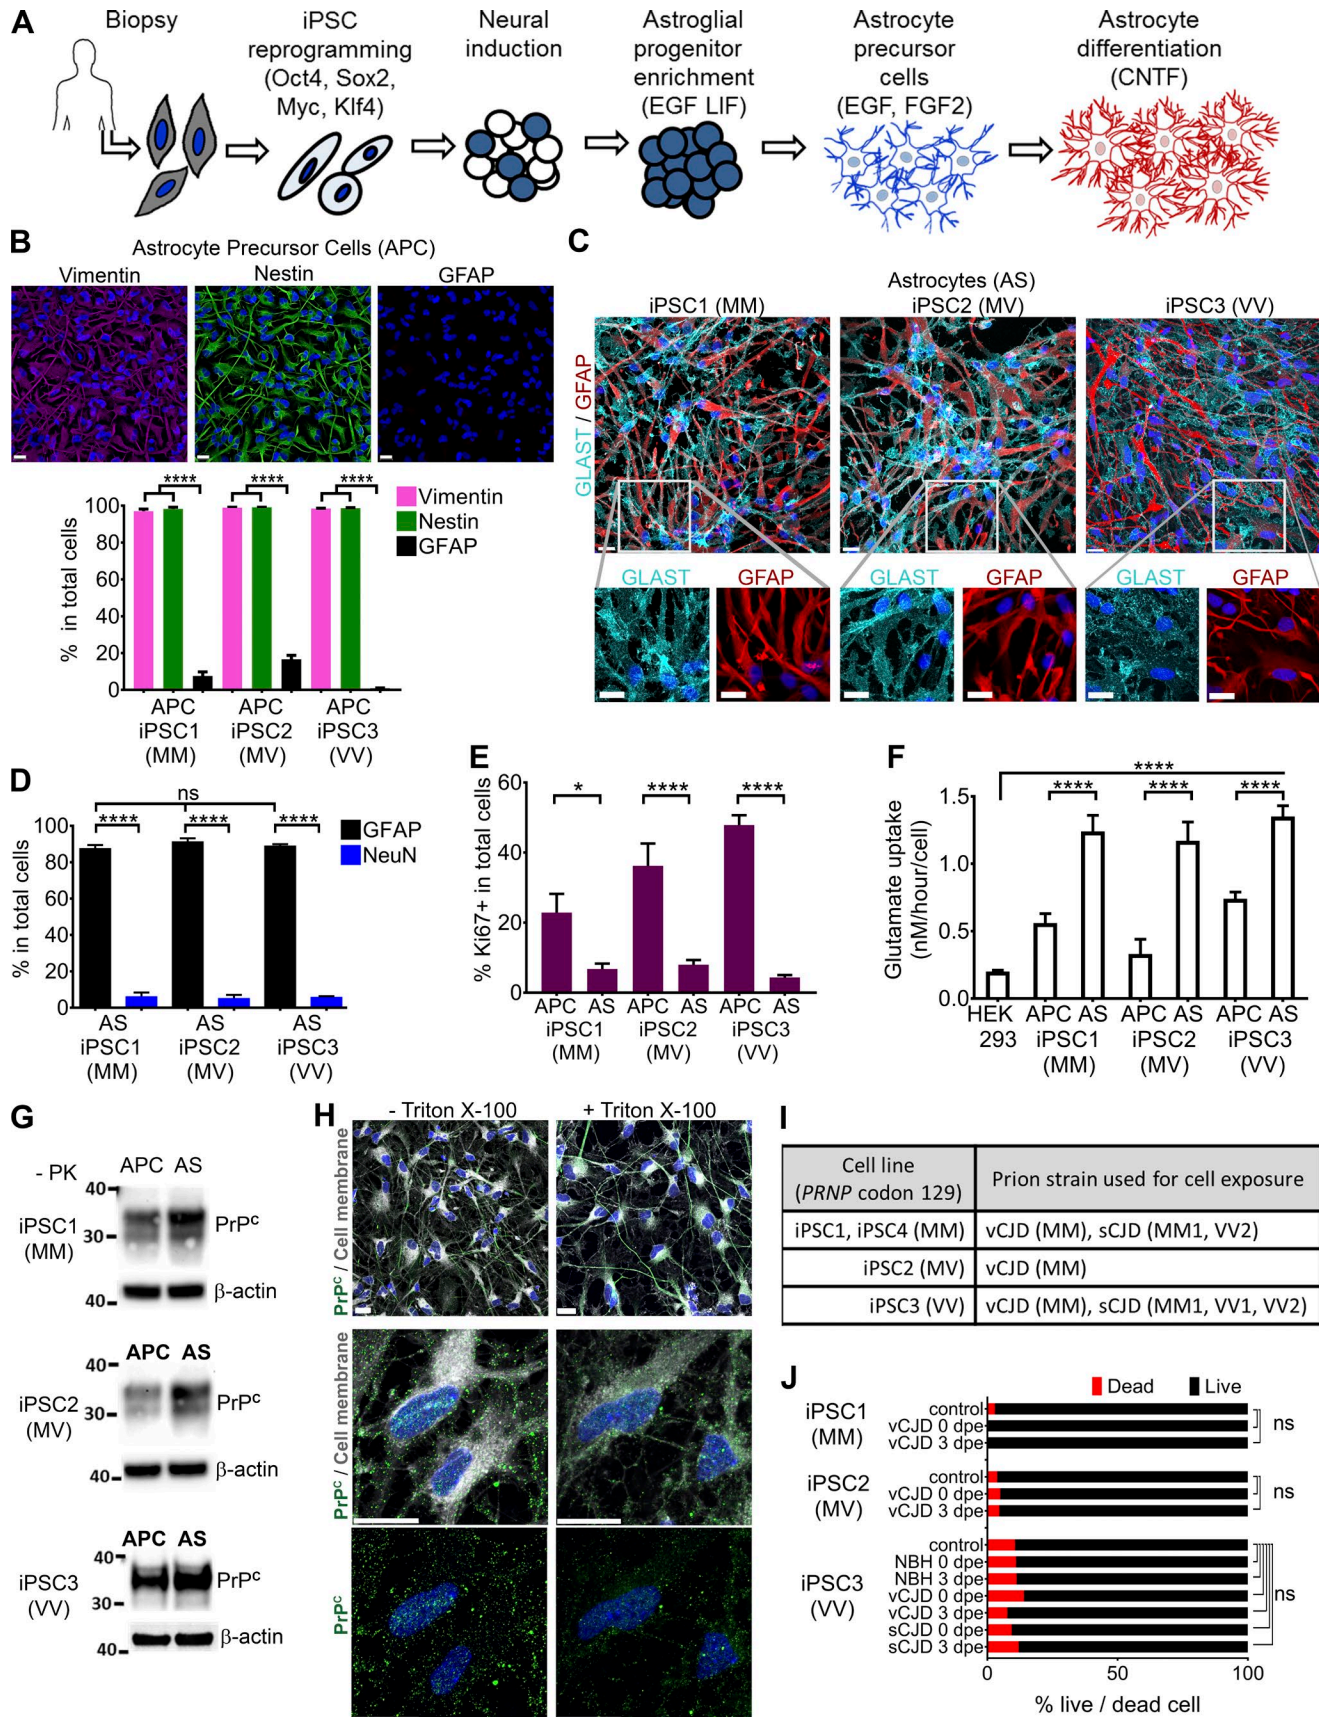 A
Biopsy
iPSC
reprogramming
(Oct4, Sox2,
Myc, Klf4)
Neural
induction
Astroglial
progenitor
enrichment
(EGF LIF)
Astrocyte
precursor
cells
(EGF, FGF2)
Astrocyte
differentiation
(CNTF)
B
Astrocyte Precursor Cells (APC)
Vimentin Nestin GFAP
**** **** ****
Vimentin
Nestin
GFAP
% in total cells
100
80
60
40
20
0
APC APC APC
iPSC1 iPSC2 iPSC3
(MM) (MV) (VV)
C
Astrocytes (AS)
iPSC1 (MM) iPSC2 (MV) iPSC3 (VV)
GLAST / GFAP
GLAST GFAP GLAST GFAP GLAST GFAP
D
ns
**** **** ****
GFAP
NeuN
% in total cells
100
80
60
40
20
0
AS AS AS
iPSC1 iPSC2 iPSC3
(MM) (MV) (VV)
E
* **** ****
% Ki67+ in total cells
60
40
20
0
APC AS APC AS APC AS
iPSC1 iPSC2 iPSC3
(MM) (MV) (VV)
F
****
**** **** ****
Glutamate uptake
(nM/hour/cell)
1.5
1.0
0.5
0.0
HEK APC AS APC AS APC AS
293 iPSC1 iPSC2 iPSC3
(MM) (MV) (VV)
G
- PK
APC AS
40
iPSC1
(MM)
30
PrPᶜ
40
β-actin
APC AS
40
iPSC2
(MV)
30
PrPᶜ
40
β-actin
APC AS
40
iPSC3
(VV)
30
PrPᶜ
40
β-actin
H
- Triton X-100 + Triton X-100
PrPᶜ / Cell membrane
PrPᶜ / Cell membrane
PrPᶜ
I
Cell line
(PRNP codon 129)
Prion strain used for cell exposure
iPSC1, iPSC4 (MM) vCJD (MM), sCJD (MM1, VV2)
iPSC2 (MV) vCJD (MM)
iPSC3 (VV) vCJD (MM), sCJD (MM1, VV1, VV2)
J
Dead Live
iPSC1
(MM)
control
vCJD 0 dpe
vCJD 3 dpe
ns
iPSC2
(MV)
control
vCJD 0 dpe
vCJD 3 dpe
ns
iPSC3
(VV)
control
NBH 0 dpe
NBH 3 dpe
vCJD 0 dpe
vCJD 3 dpe
sCJD 0 dpe
sCJD 3 dpe
ns
0 50 100
% live / dead cell